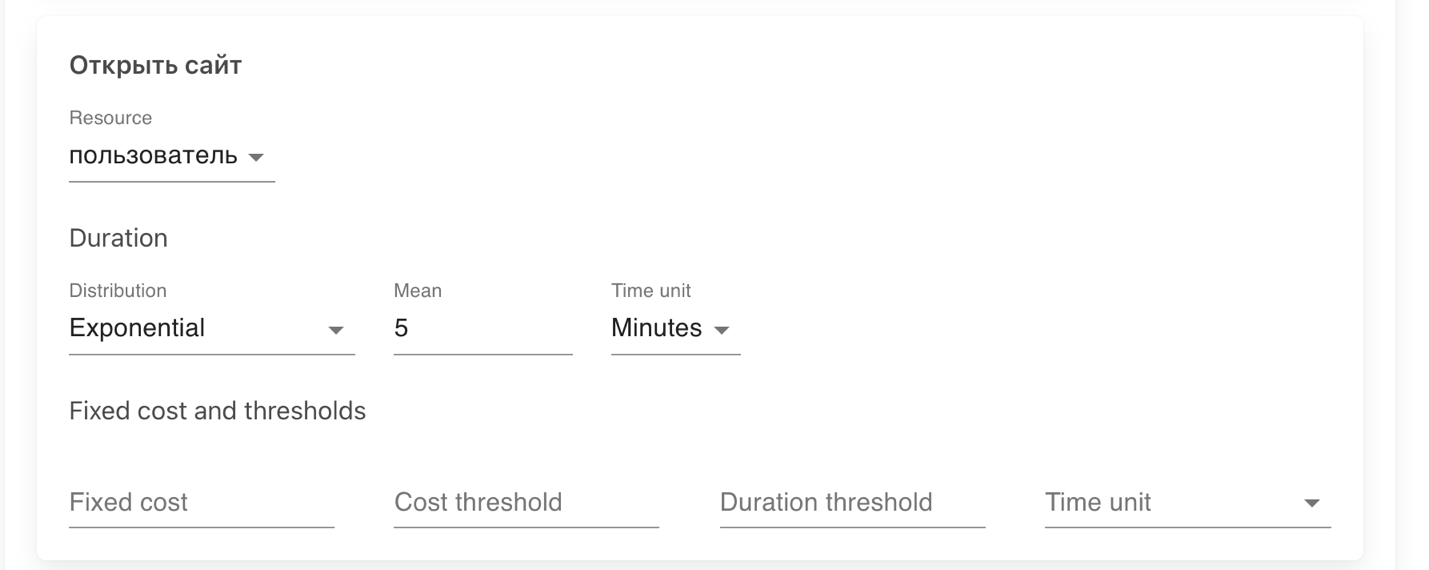 Открыть сайт
Resource
пользователь
Duration
Distribution Mean Time unit
Exponential 5 Minutes
Fixed cost and thresholds
Fixed cost Cost threshold Duration threshold Time unit